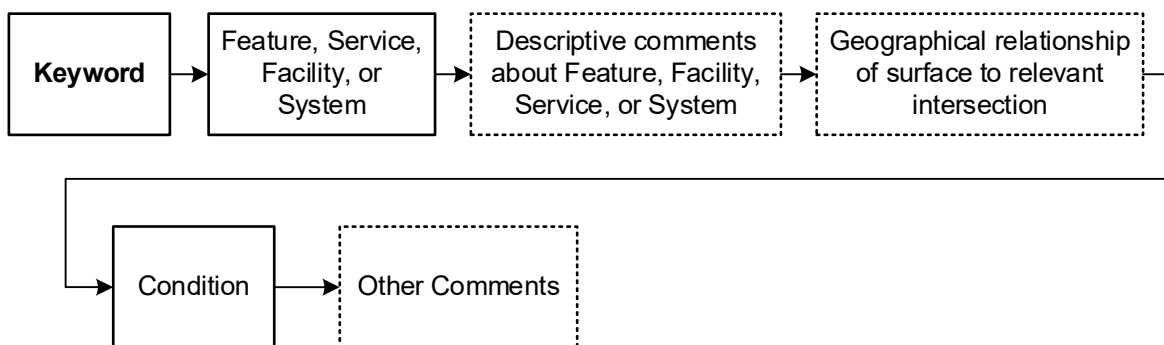 Keyword
Feature, Service,
Facility, or
System
Descriptive comments
about Feature, Facility,
Service, or System
Geographical relationship
of surface to relevant
intersection
Condition
Other Comments